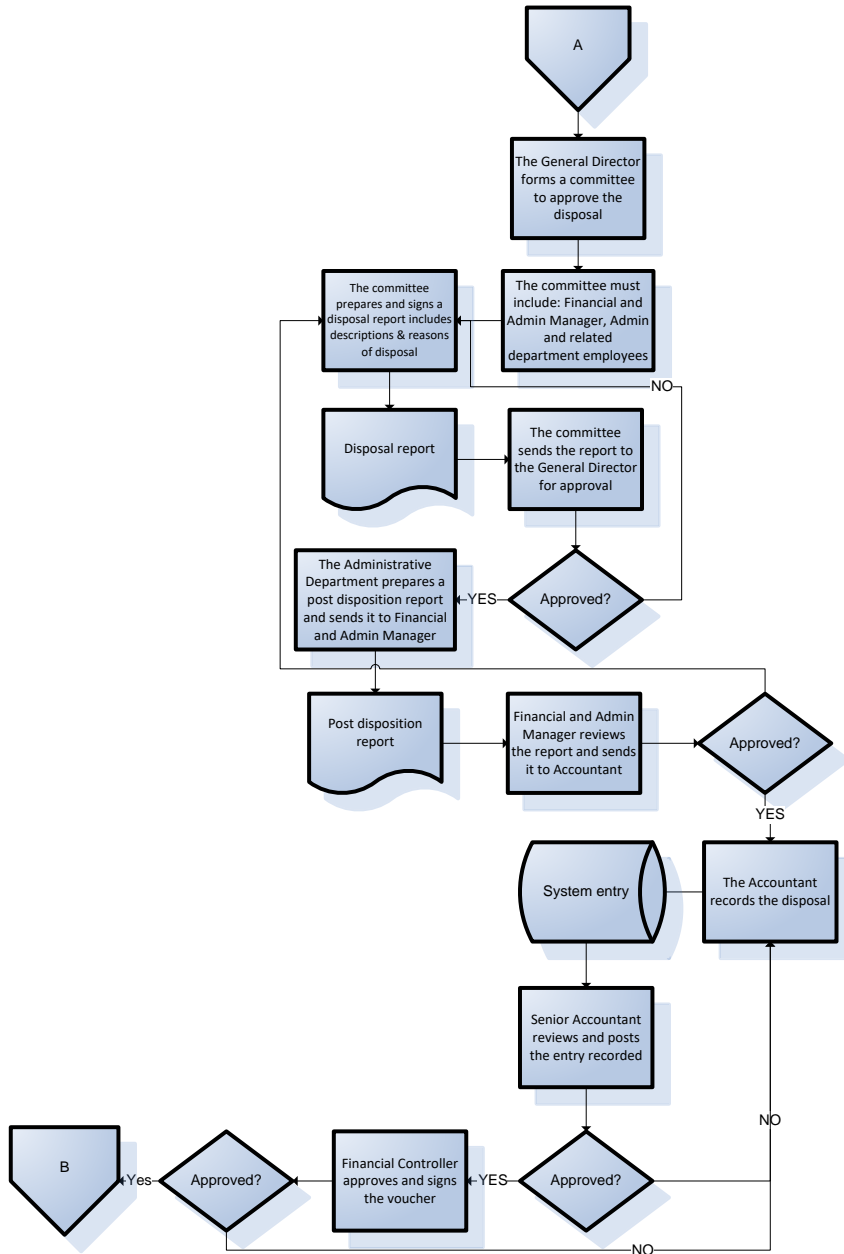 A
The General Director
forms a committee
to approve the
disposal
The committee
prepares and signs a
disposal report includes
descriptions & reasons
of disposal
The committee must
include: Financial and
Admin Manager, Admin
and related
department employees
NO
Disposal report
The committee
sends the report to
the General Director
for approval
The Administrative
Department prepares a
post disposition report
and sends it to Financial
and Admin Manager
YES
Approved?
Post disposition
report
Financial and Admin
Manager reviews
the report and sends
it to Accountant
Approved?
YES
System entry
The Accountant
records the disposal
Senior Accountant
reviews and posts
the entry recorded
NO
B
Yes
Approved?
Financial Controller
approves and signs
the voucher
YES
Approved?
NO